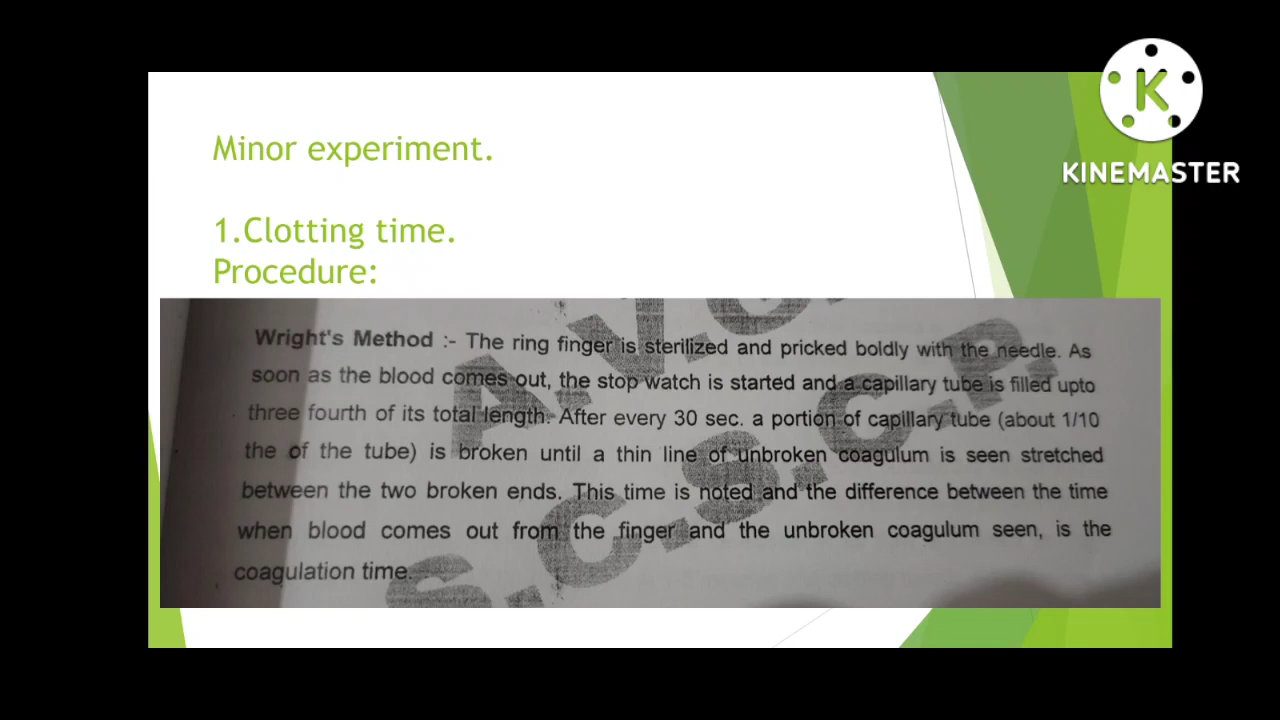 KINEMASTER
Minor experiment.
1.Clotting time.
Procedure:
Wright's Method :- The ring finger is sterilized and pricked boldly with the needle. As
soon as the blood comes out, the stop watch is started and a capillary tube is filled upto
three fourth of its total length. After every 30 sec. a portion of capillary tube (about 1/10
the of the tube) is broken until a thin line of unbroken coagulum is seen stretched
between the two broken ends. This time is noted and the difference between the time
when blood comes out from the finger and the unbroken coagulum seen, is the
coagulation time.